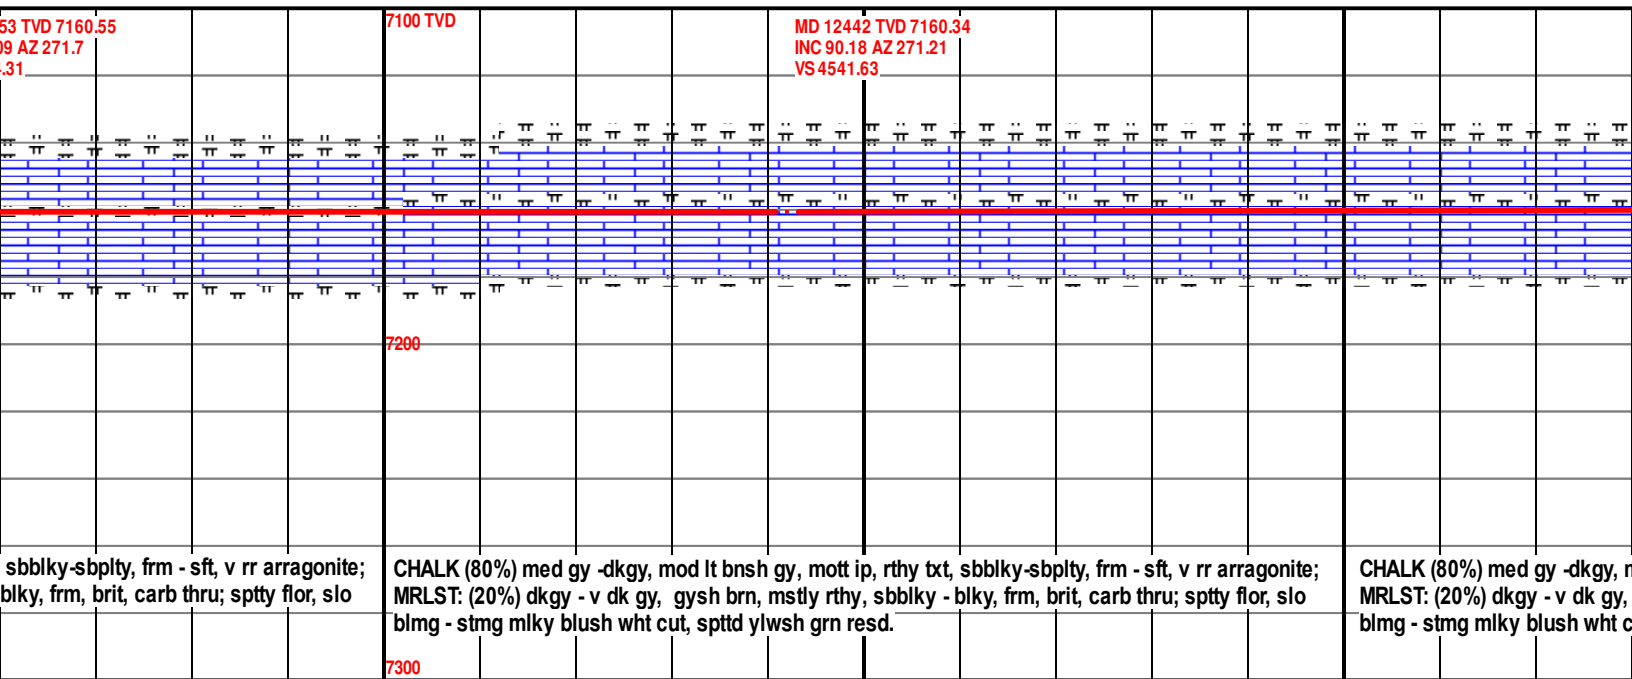 53 TVD 7160.55
09 AZ 271.7
.31
7100 TVD
MD 12442 TVD 7160.34
INC 90.18 AZ 271.21
VS 4541.63
7200
sbblky-sbplty, frm - sft, v rr arragonite;
blky, frm, brit, carb thru; sptty flor, slo
CHALK (80%) med gy -dkgy, mod lt bnsh gy, mott ip, rthy txt, sbblky-sbplty, frm - sft, v rr arragonite;
MRLST: (20%) dkgy - v dk gy, gysh brn, mstly rthy, sbblky - blky, frm, brit, carb thru; sptty flor, slo
blmg - stmg mlky blush wht cut, spttd ylwsh grn resd.
CHALK (80%) med gy -dkgy, m
MRLST: (20%) dkgy - v dk gy,
blmg - stmg mlky blush wht c
7300